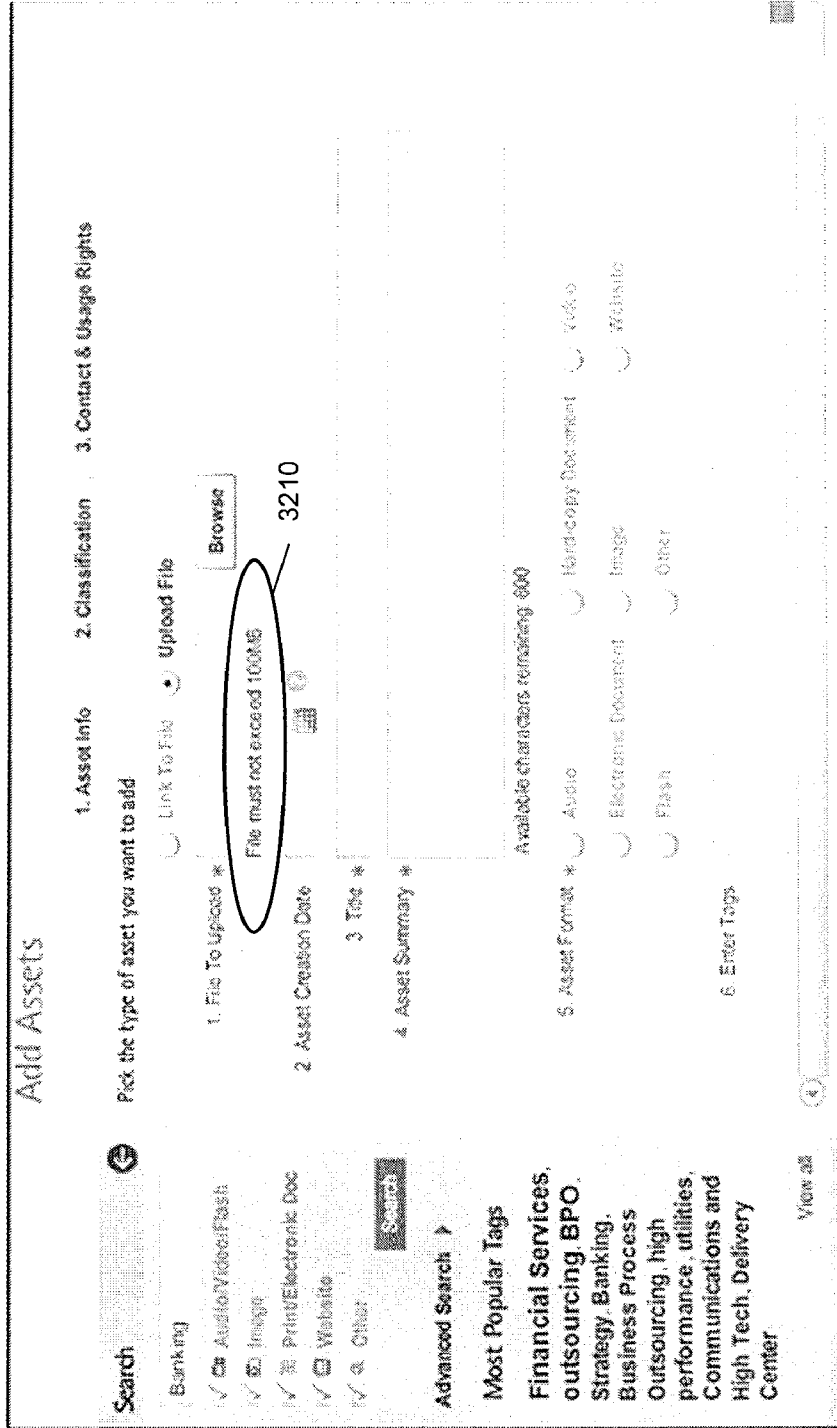 Add Assets
Search
Banking
Audio/Video/Flash
Image
Print/Electronic Doc
Website
Other
Search
Advanced Search
Most Popular Tags
Financial Services,
outsourcing, BPO,
Strategy, Banking,
Business Process
Outsourcing, high
performance, utilities,
Communications and
High Tech, Delivery
Center
View all
Pick the type of asset you want to add
1. Asset Info 2. Classification 3. Contact & Usage Rights
Link To File Upload File
1. File To Upload * Browse
File must not exceed 100MB
3210
2. Asset Creation Date
3. Title *
4. Asset Summary *
Available characters remaining: 600
5. Asset Format * Audio Hard-copy Document Video
Electronic Document Image Website
Flash Other
6. Enter Tags